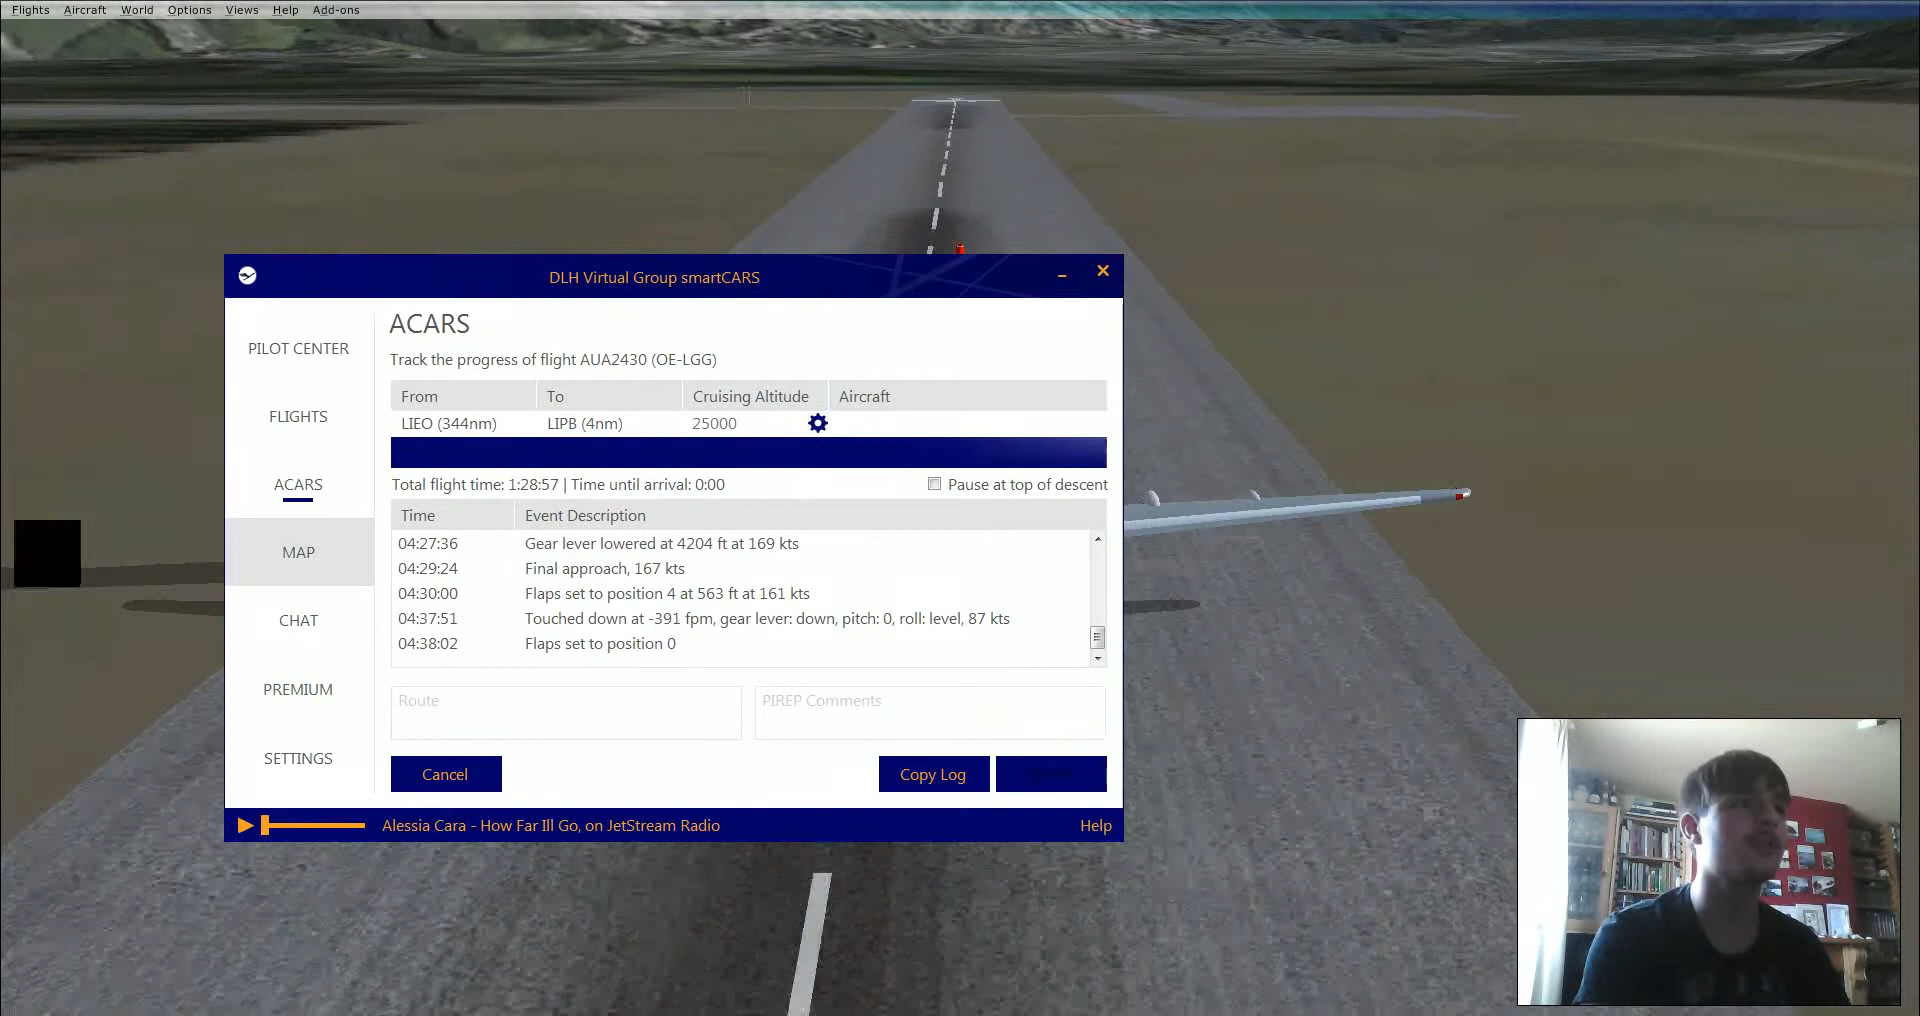 Flights Aircraft World Options Views Help Add-ons
DLH Virtual Group smartCARS
PILOT CENTER
FLIGHTS
ACARS
MAP
CHAT
PREMIUM
SETTINGS
ACARS
Track the progress of flight AUA2430 (OE-LGG)
From To Cruising Altitude Aircraft
LIEO (344nm) LIPB (4nm) 25000
Total flight time: 1:28:57 | Time until arrival: 0:00 Pause at top of descent
Time Event Description
04:27:36 Gear lever lowered at 4204 ft at 169 kts
04:29:24 Final approach, 167 kts
04:30:00 Flaps set to position 4 at 563 ft at 161 kts
04:37:51 Touched down at -391 fpm, gear lever: down, pitch: 0, roll: level, 87 kts
04:38:02 Flaps set to position 0
Route PIREP Comments
Cancel Copy Log
Alessia Cara - How Far Ill Go, on JetStream Radio Help